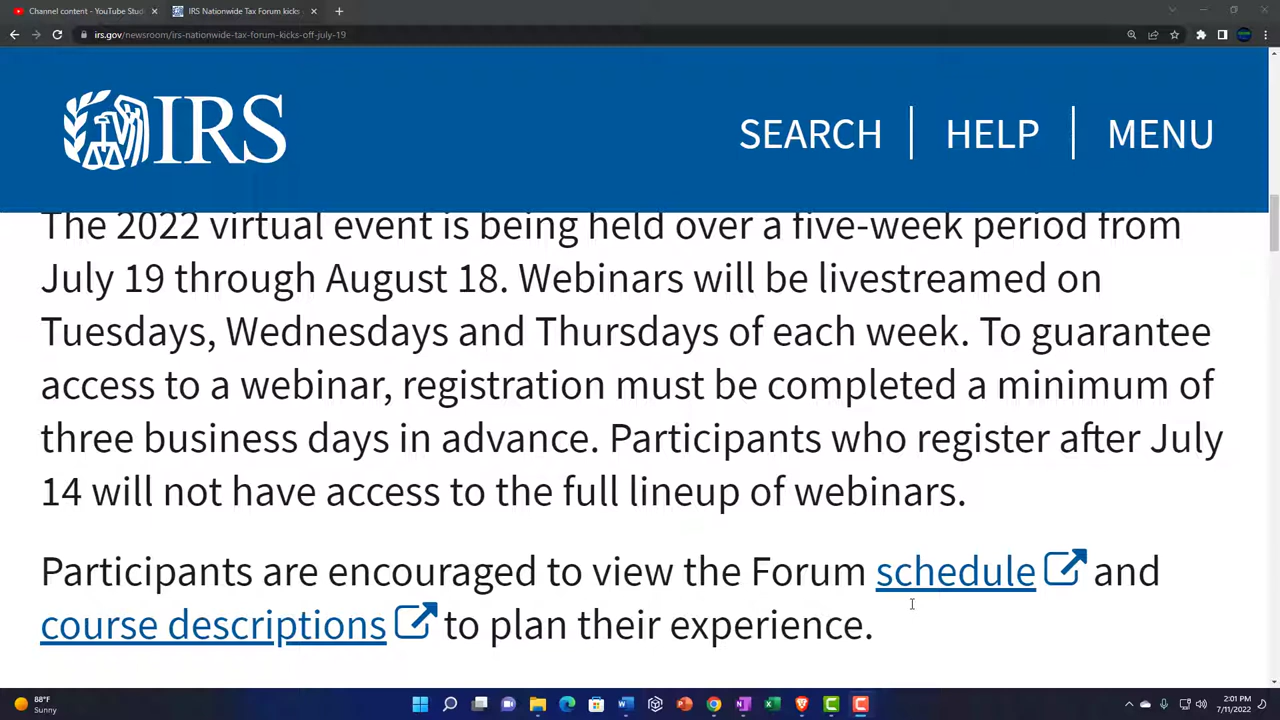 Channel content - YouTube Stud
IRS Nationwide Tax Forum kicks
irs.gov/newsroom/irs-nationwide-tax-forum-kicks-off-july-19
IRS
SEARCH
HELP
MENU
The 2022 virtual event is being held over a five-week period from
July 19 through August 18. Webinars will be livestreamed on
Tuesdays, Wednesdays and Thursdays of each week. To guarantee
access to a webinar, registration must be completed a minimum of
three business days in advance. Participants who register after July
14 will not have access to the full lineup of webinars.
Participants are encouraged to view the Forum schedule and
course descriptions to plan their experience.
88°F
Sunny
2:01 PM
7/11/2022